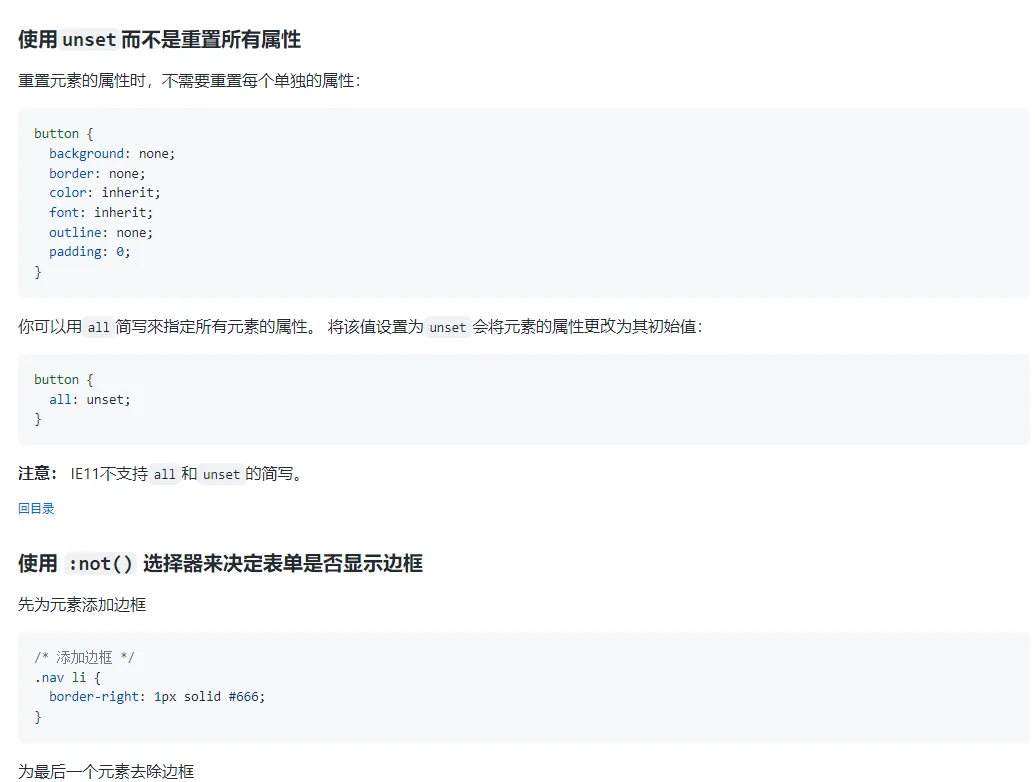 使用 unset 而不是重置所有属性
重置元素的属性时，不需要重置每个单独的属性：
button {
  background: none;
  border: none;
  color: inherit;
  font: inherit;
  outline: none;
  padding: 0;
}
你可以用 all 简写來指定所有元素的属性。 将该值设置为 unset 会将元素的属性更改为其初始值：
button {
  all: unset;
}
注意： IE11不支持 all 和 unset 的简写。
回目录
使用 :not() 选择器来决定表单是否显示边框
先为元素添加边框
/* 添加边框 */
.nav li {
  border-right: 1px solid #666;
}
为最后一个元素去除边框